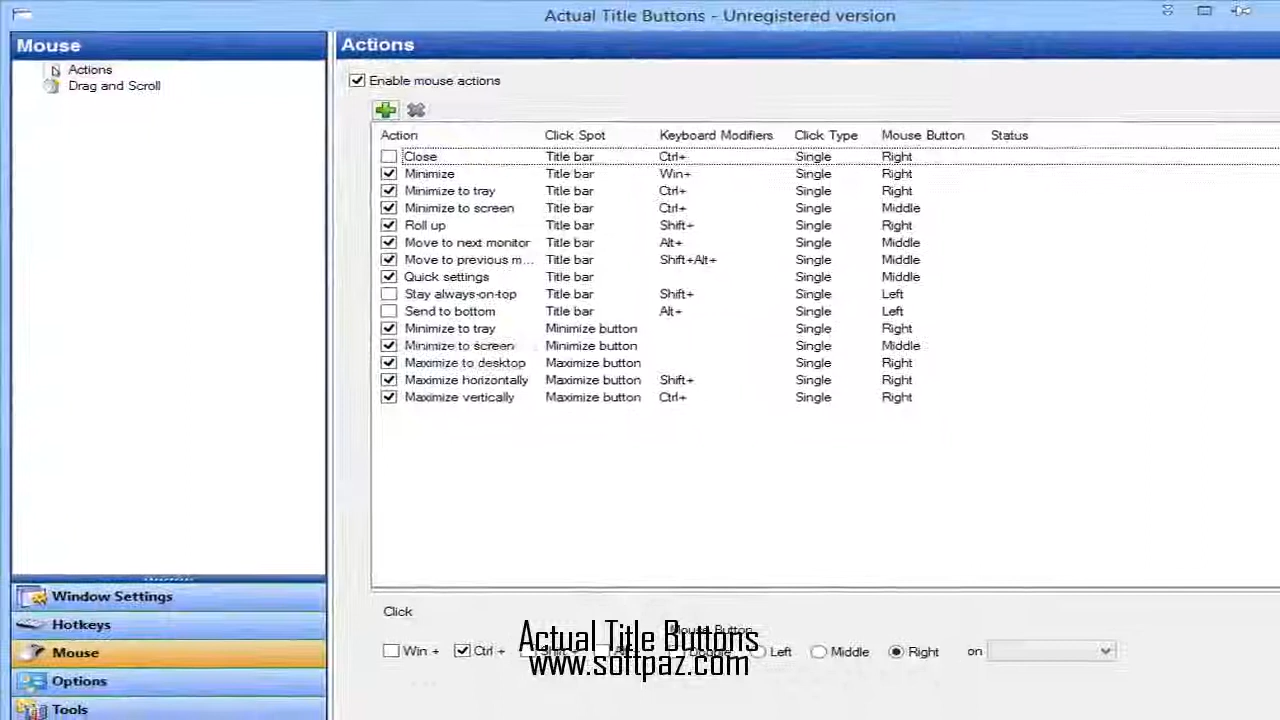 Actual Title Buttons - Unregistered version
Mouse
Actions
Drag and Scroll
Actions
Enable mouse actions
Action Click Spot Keyboard Modifiers Click Type Mouse Button Status
Close Title bar Ctrl+ Single Right
Minimize Title bar Win+ Single Right
Minimize to tray Title bar Ctrl+ Single Right
Minimize to screen Title bar Ctrl+ Single Middle
Roll up Title bar Shift+ Single Right
Move to next monitor Title bar Alt+ Single Middle
Move to previous m... Title bar Shift+Alt+ Single Middle
Quick settings Title bar Single Middle
Stay always-on-top Title bar Shift+ Single Left
Send to bottom Title bar Alt+ Single Left
Minimize to tray Minimize button Single Right
Minimize to screen Minimize button Single Middle
Maximize to desktop Maximize button Single Right
Maximize horizontally Maximize button Shift+ Single Right
Maximize vertically Maximize button Ctrl+ Single Right
Window Settings
Hotkeys
Mouse
Options
Tools
Click
Mouse Button
Win + Ctrl + Shift + Alt + Double Left Middle Right on
Actual Title Buttons
www.softpaz.com